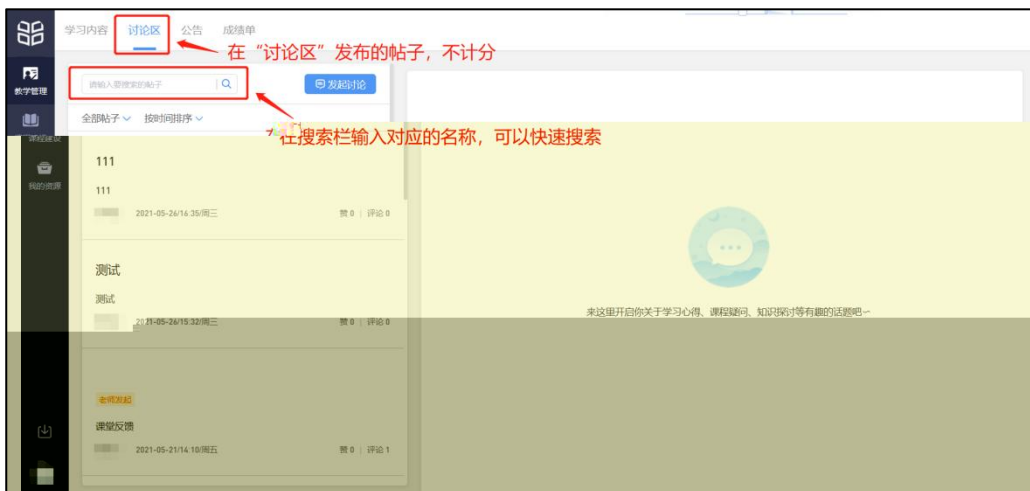 学习内容 讨论区 公告 成绩单
在“讨论区”发布的帖子，不计分
教学管理
请输入要搜索的帖子 发起讨论
全部帖子 按时间排序
在搜索栏输入对应的名称，可以快速搜索
课程建设
我的资源
111
111
2021-05-26/16:35/周三 赞 0 | 评论 0
测试
测试
2021-05-26/15:32/周三 赞 0 | 评论 0
来这里开启你关于学习心得、课程疑问、知识探讨等有趣的话题吧~
老师发起
课堂反馈
2021-05-21/14:10/周五 赞 0 | 评论 1